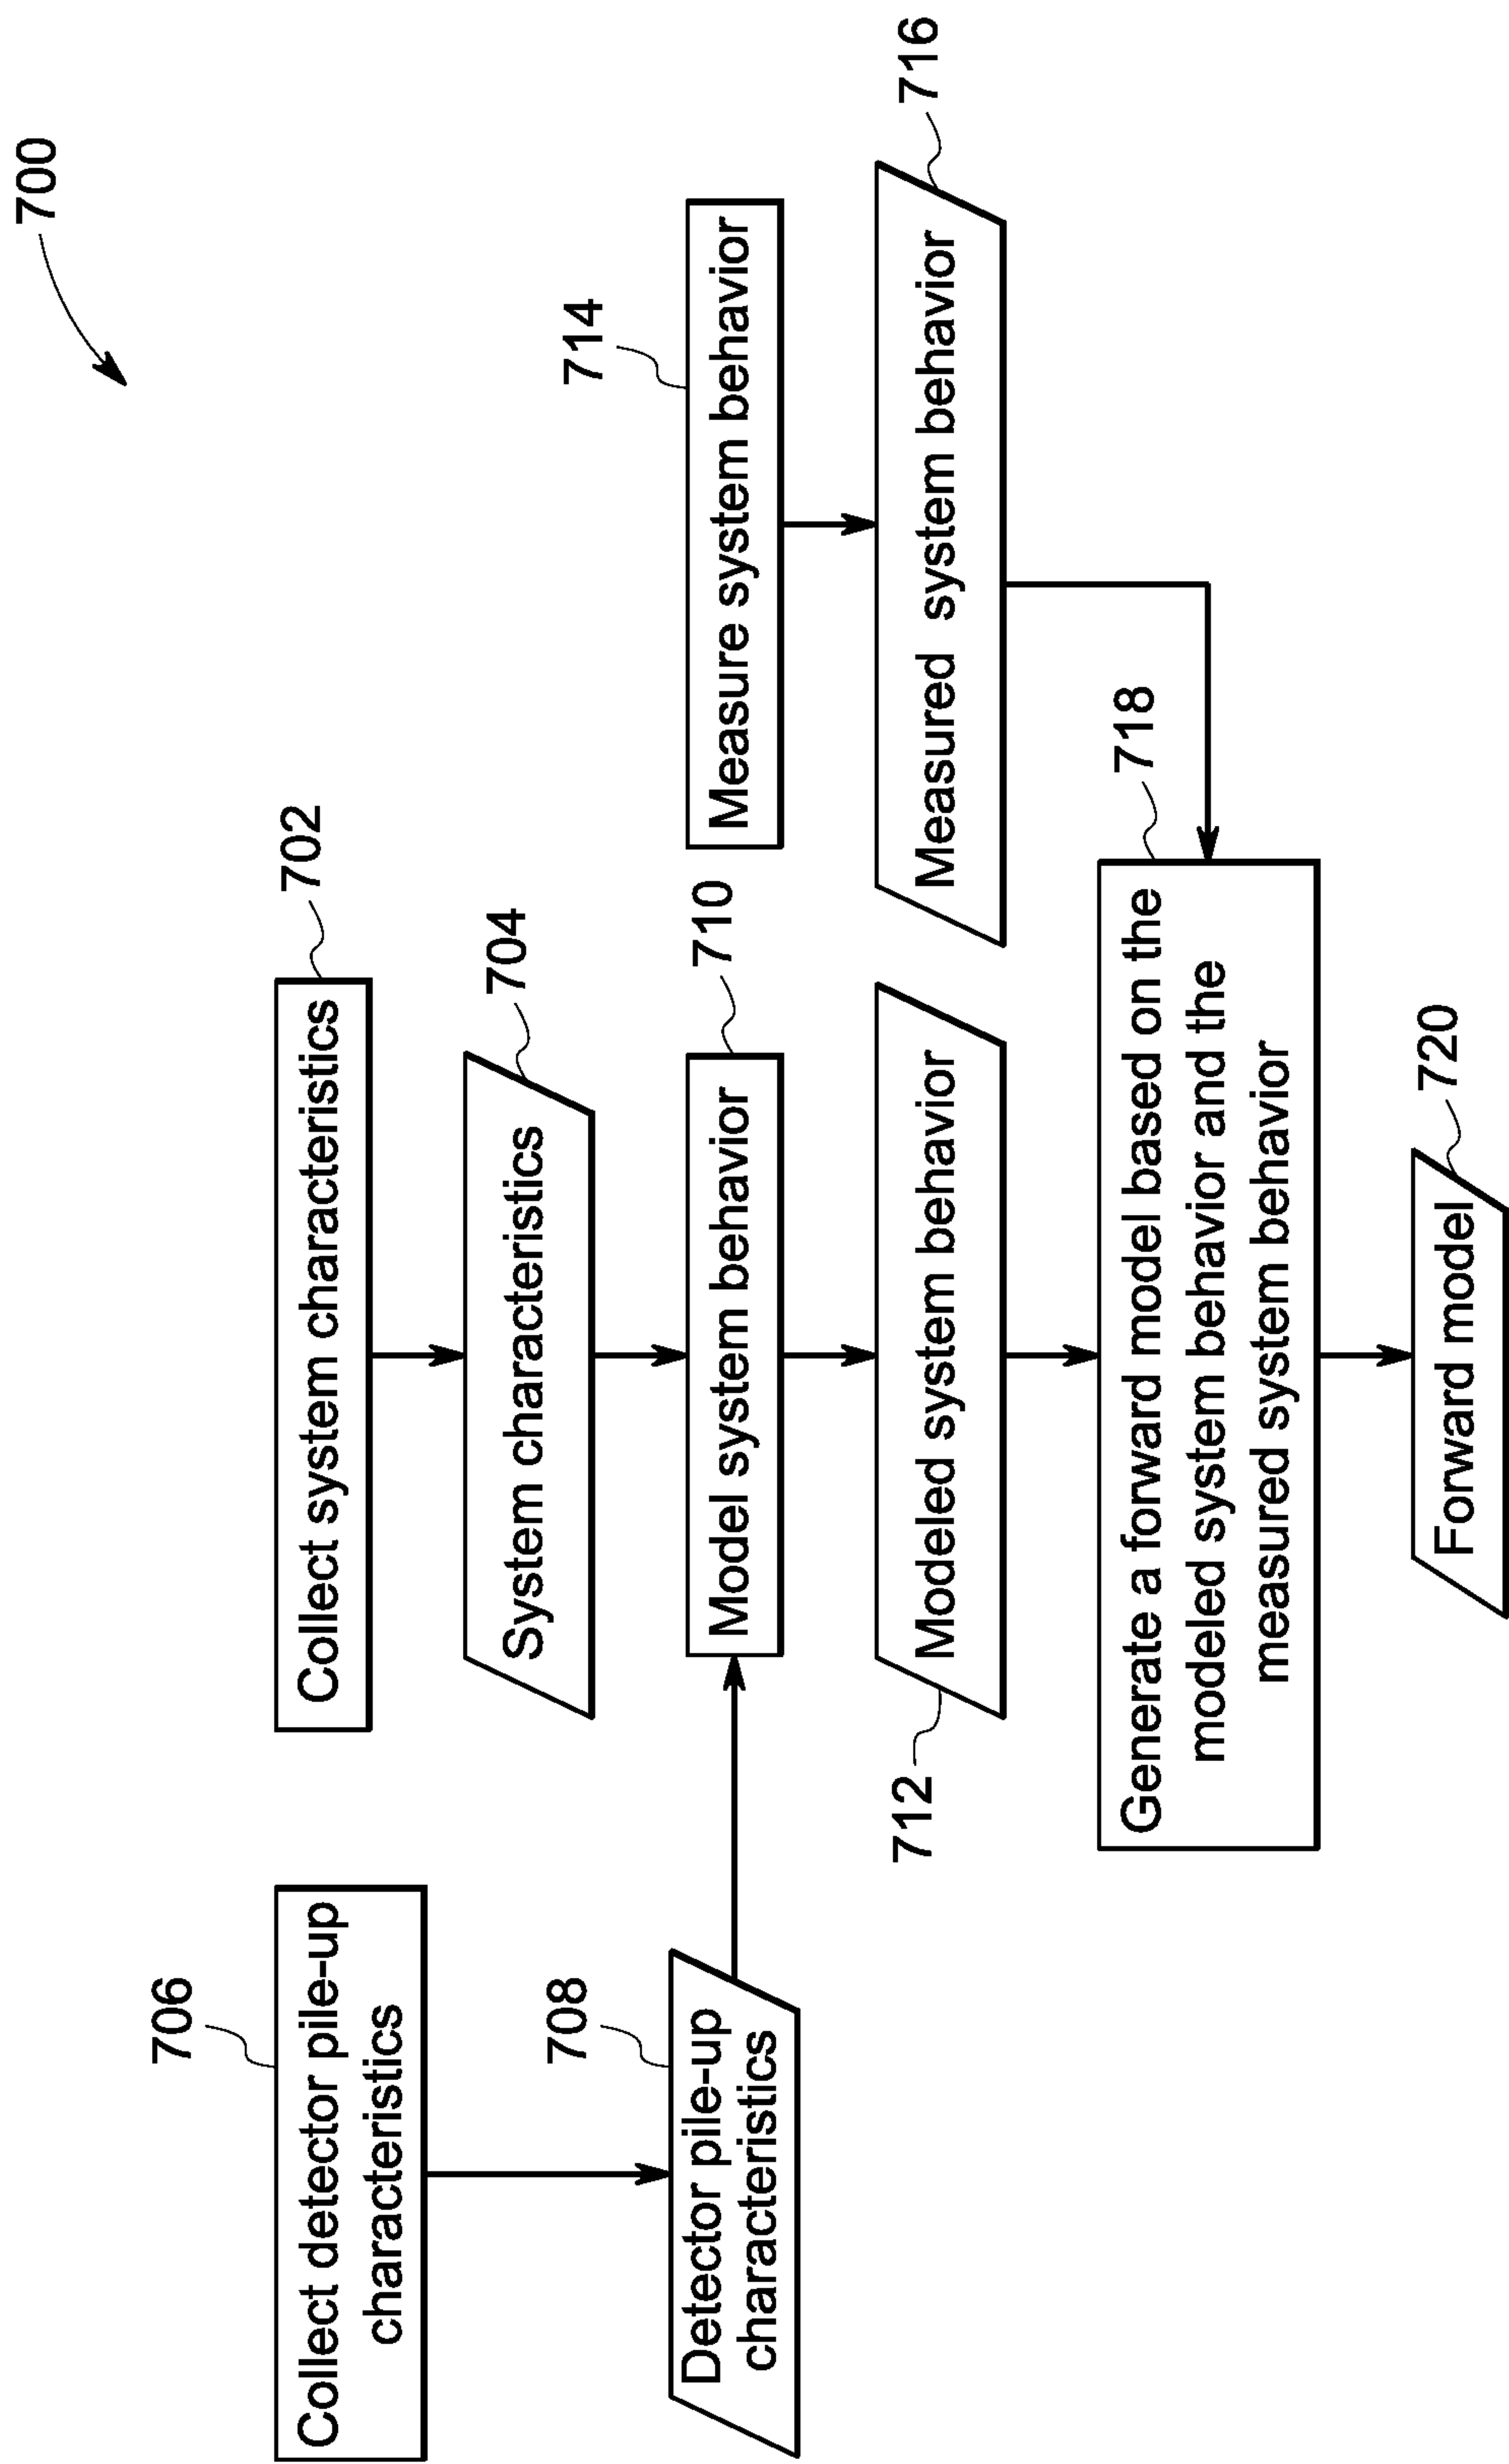 700
702
Collect system characteristics
704
System characteristics
706
Collect detector pile-up
characteristics
708
Detector pile-up
characteristics
710
Model system behavior
712
Modeled system behavior
714
Measure system behavior
716
Measured system behavior
718
Generate a forward model based on the
modeled system behavior and the
measured system behavior
720
Forward model